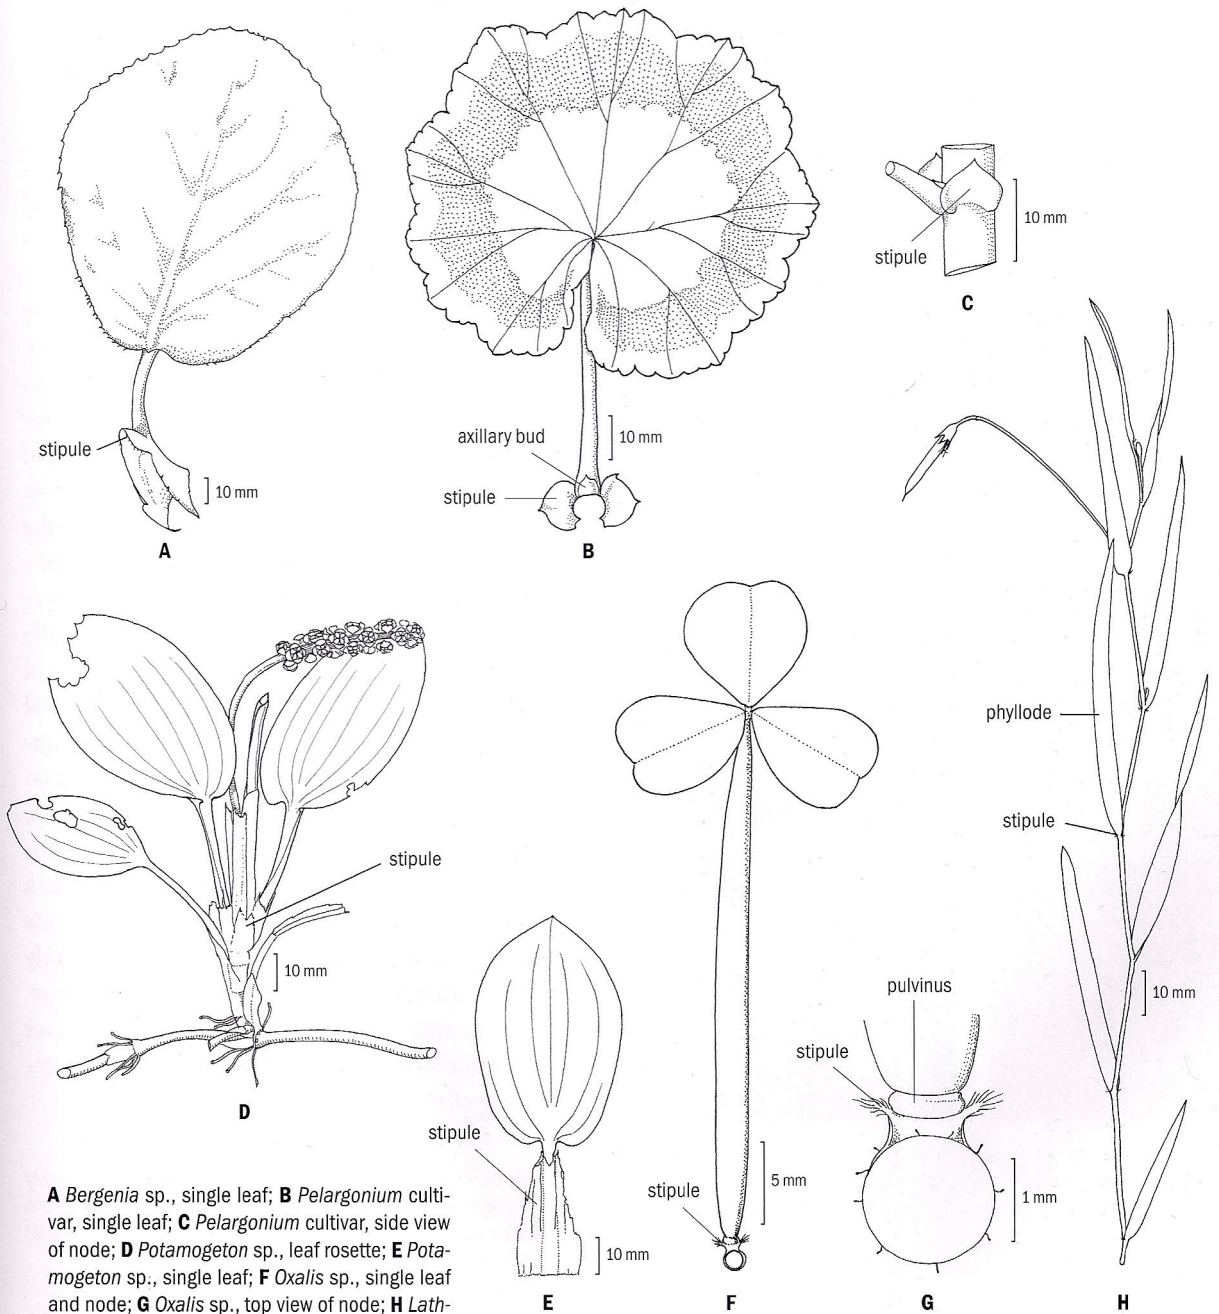 stipule
10 mm
A
axillary bud
stipule
10 mm
B
stipule
10 mm
C
stipule
10 mm
D
stipule
10 mm
E
stipule
5 mm
F
pulvinus
stipule
1 mm
G
phyllode
stipule
10 mm
H
A Bergenia sp., single leaf; B Pelargonium culti-
var, single leaf; C Pelargonium cultivar, side view
of node; D Potamogeton sp., leaf rosette; E Pota-
mogeton sp., single leaf; F Oxalis sp., single leaf
and node; G Oxalis sp., top view of node; H Lath-